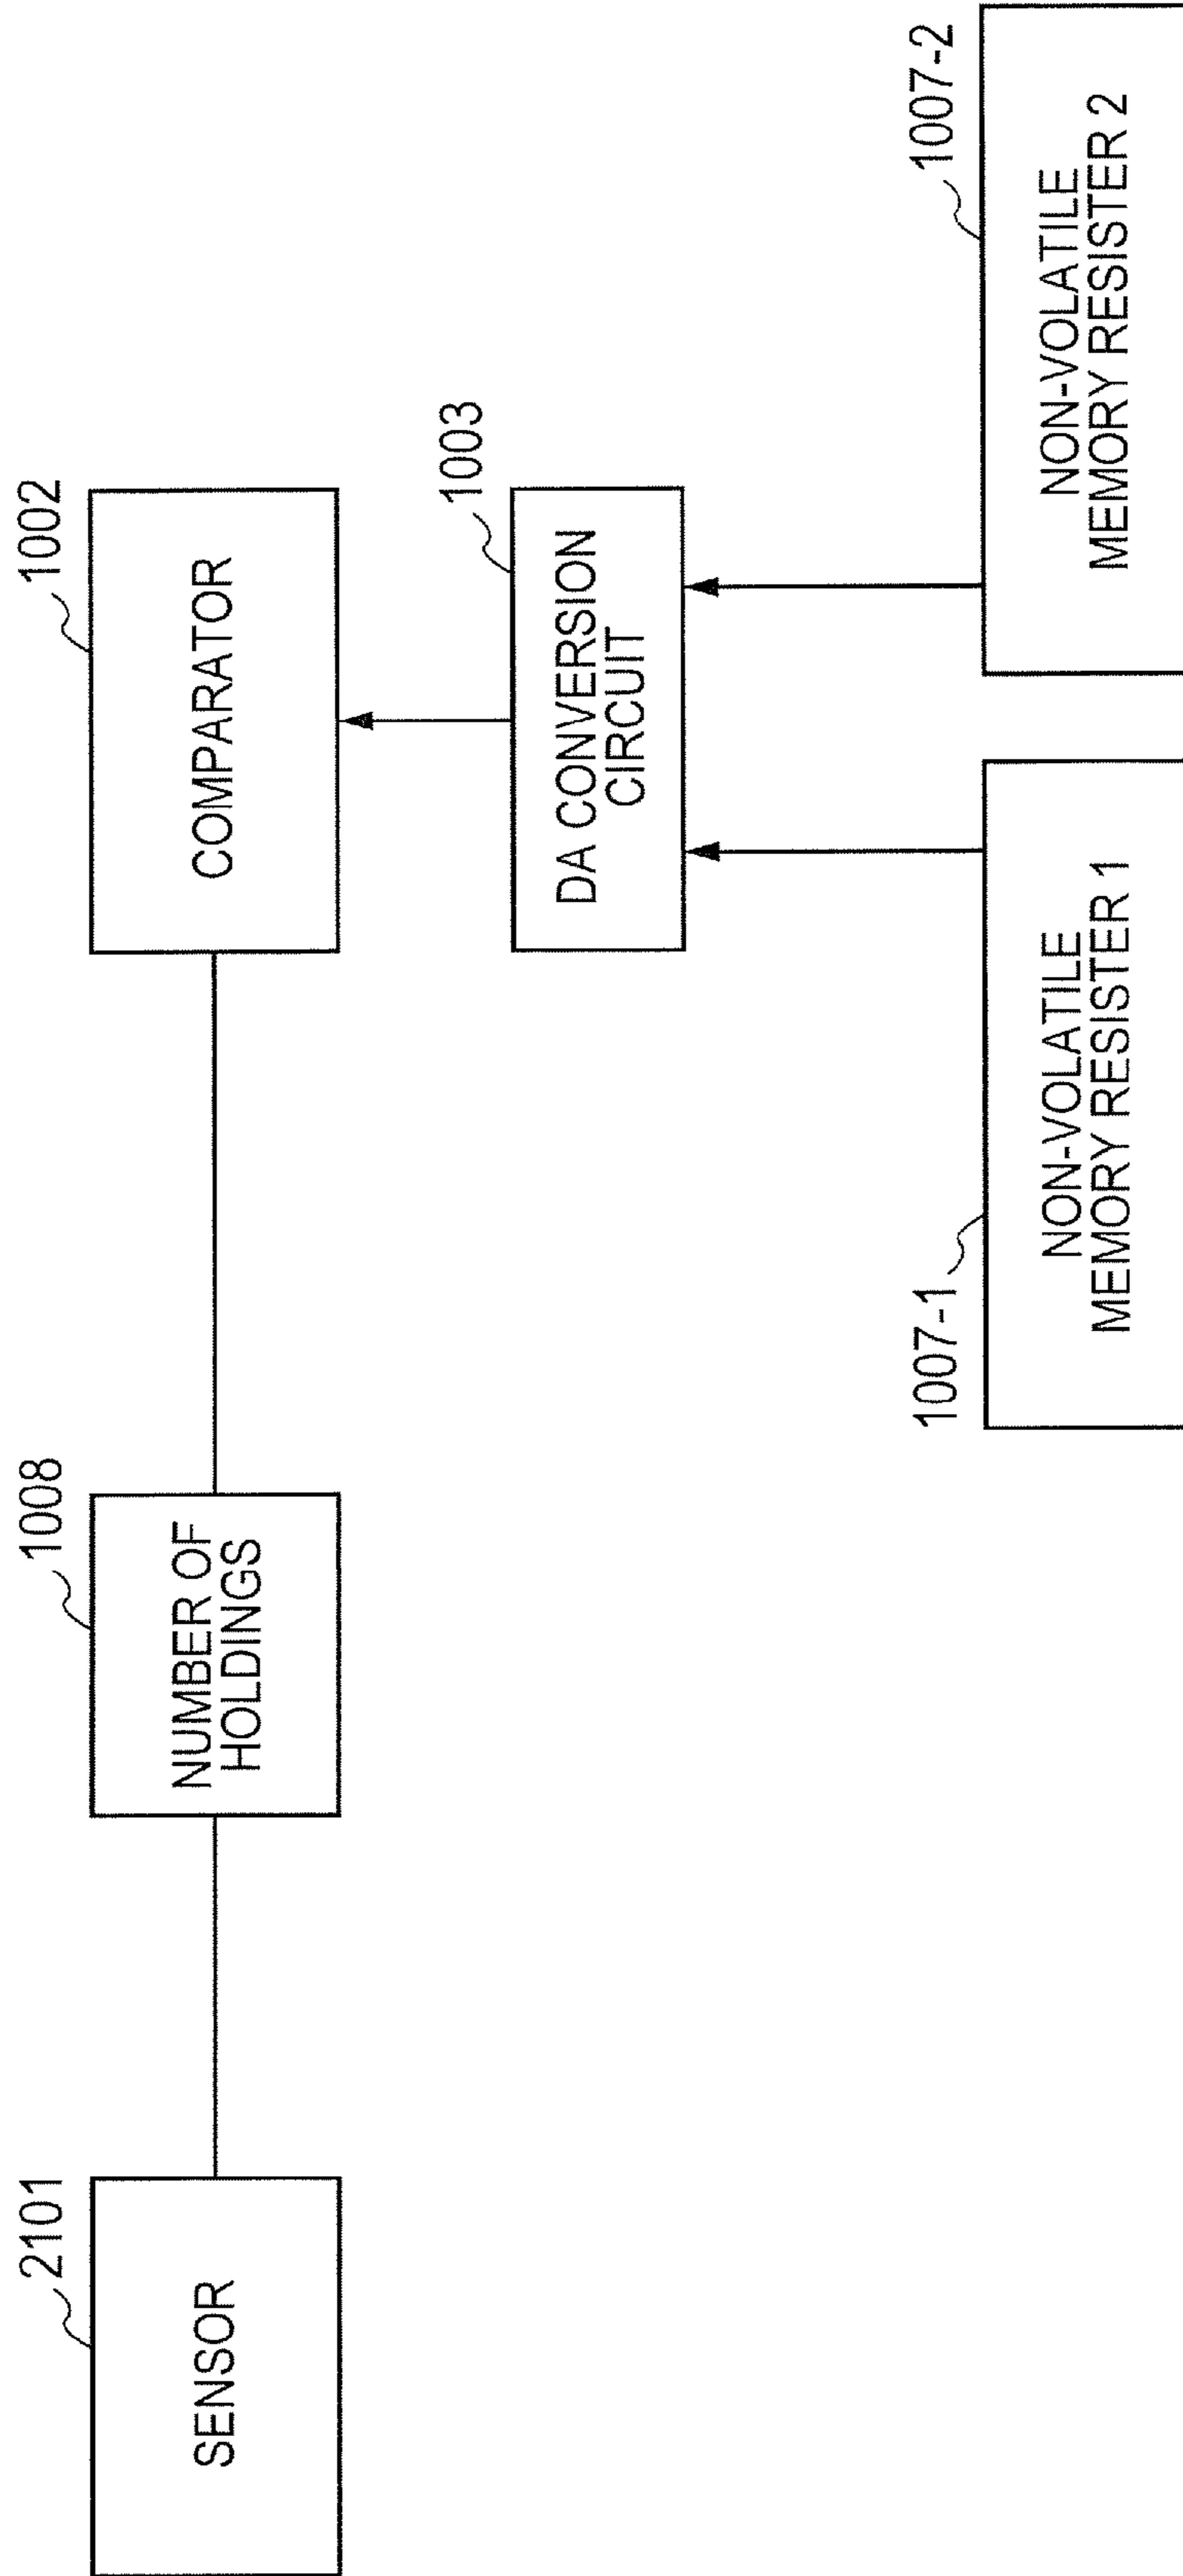 2101
SENSOR
1008
NUMBER OF
HOLDINGS
1002
COMPARATOR
1003
DA CONVERSION
CIRCUIT
1007-1
NON-VOLATILE
MEMORY RESISTER 1
1007-2
NON-VOLATILE
MEMORY RESISTER 2